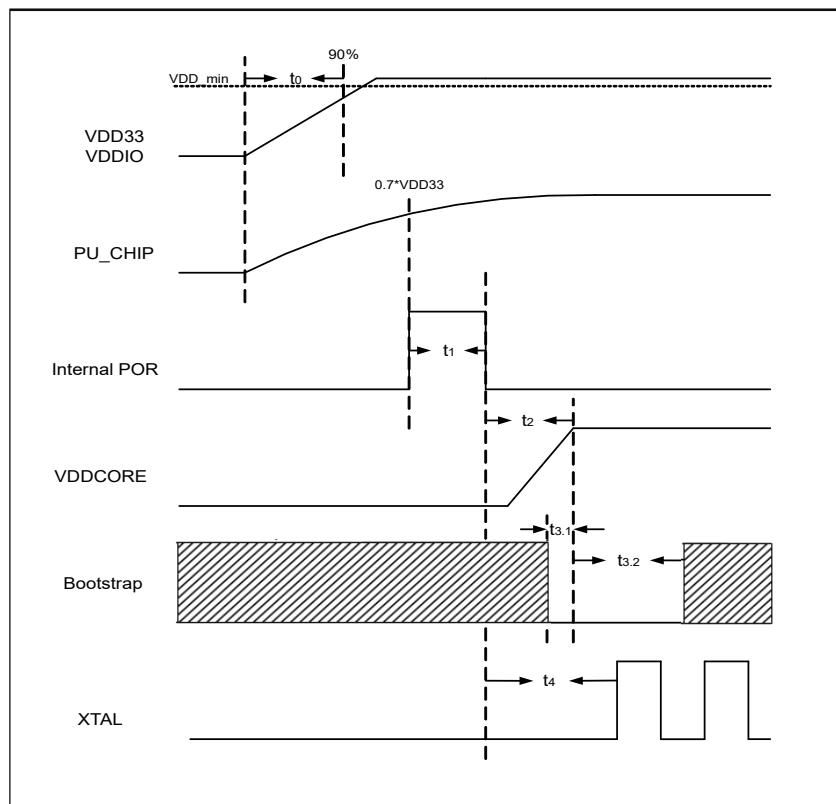 90%
VDD_min
t0
VDD33
VDDIO
0.7*VDD33
PU_CHIP
t1
Internal POR
t2
VDDCORE
t3.1
t3.2
Bootstrap
t4
XTAL